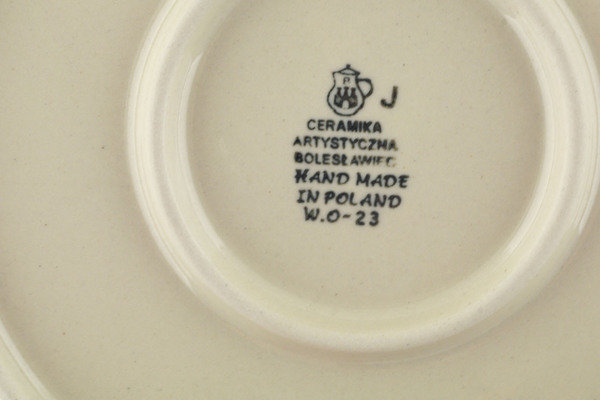 P
J
CERAMIKA
ARTYSTYCZNA
BOLESŁAWIEC
HAND MADE
IN POLAND
W.O-23